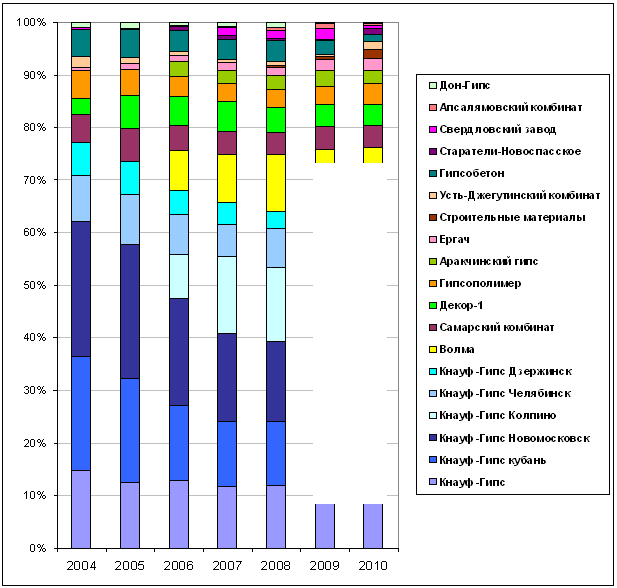 100%
90%
80%
70%
60%
50%
40%
30%
20%
10%
0%
2004 2005 2006 2007 2008 2009 2010
Дон-Гипс
Апсалямовский комбинат
Свердловский завод
Старатели-Новоспасское
Гипсобетон
Усть-Джегутинский комбинат
Строительные материалы
Ергач
Аракчинский гипс
Гипсополимер
Декор-1
Самарский комбинат
Волма
Кнауф-Гипс Дзержинск
Кнауф-Гипс Челябинск
Кнауф-Гипс Колпино
Кнауф-Гипс Новомосковск
Кнауф-Гипс кубань
Кнауф-Гипс